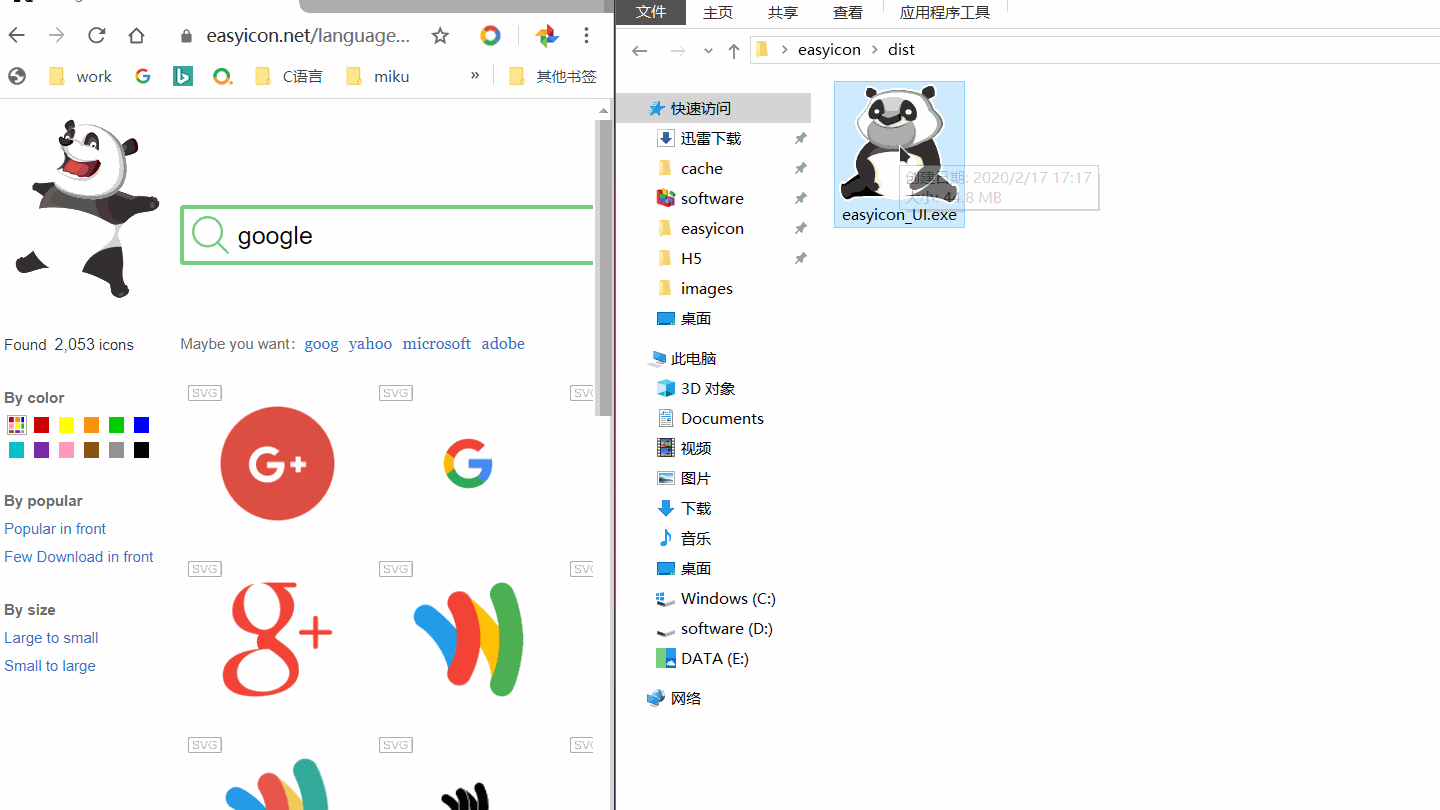 easyicon.net/language...
work
C语言
miku
»
其他书签
google
Found 2,053 icons
Maybe you want: goog yahoo microsoft adobe
By color
By popular
Popular in front
Few Download in front
By size
Large to small
Small to large
SVG
SVG
SVG
SVG
SVG
SVG
文件 主页 共享 查看 应用程序工具
easyicon > dist
快速访问
迅雷下载
cache
software
easyicon
H5
images
桌面
此电脑
3D 对象
Documents
视频
图片
下载
音乐
桌面
Windows (C:)
software (D:)
DATA (E:)
网络
创建日期: 2020/2/17 17:17
大小: 44.8 MB
easyicon_UI.exe